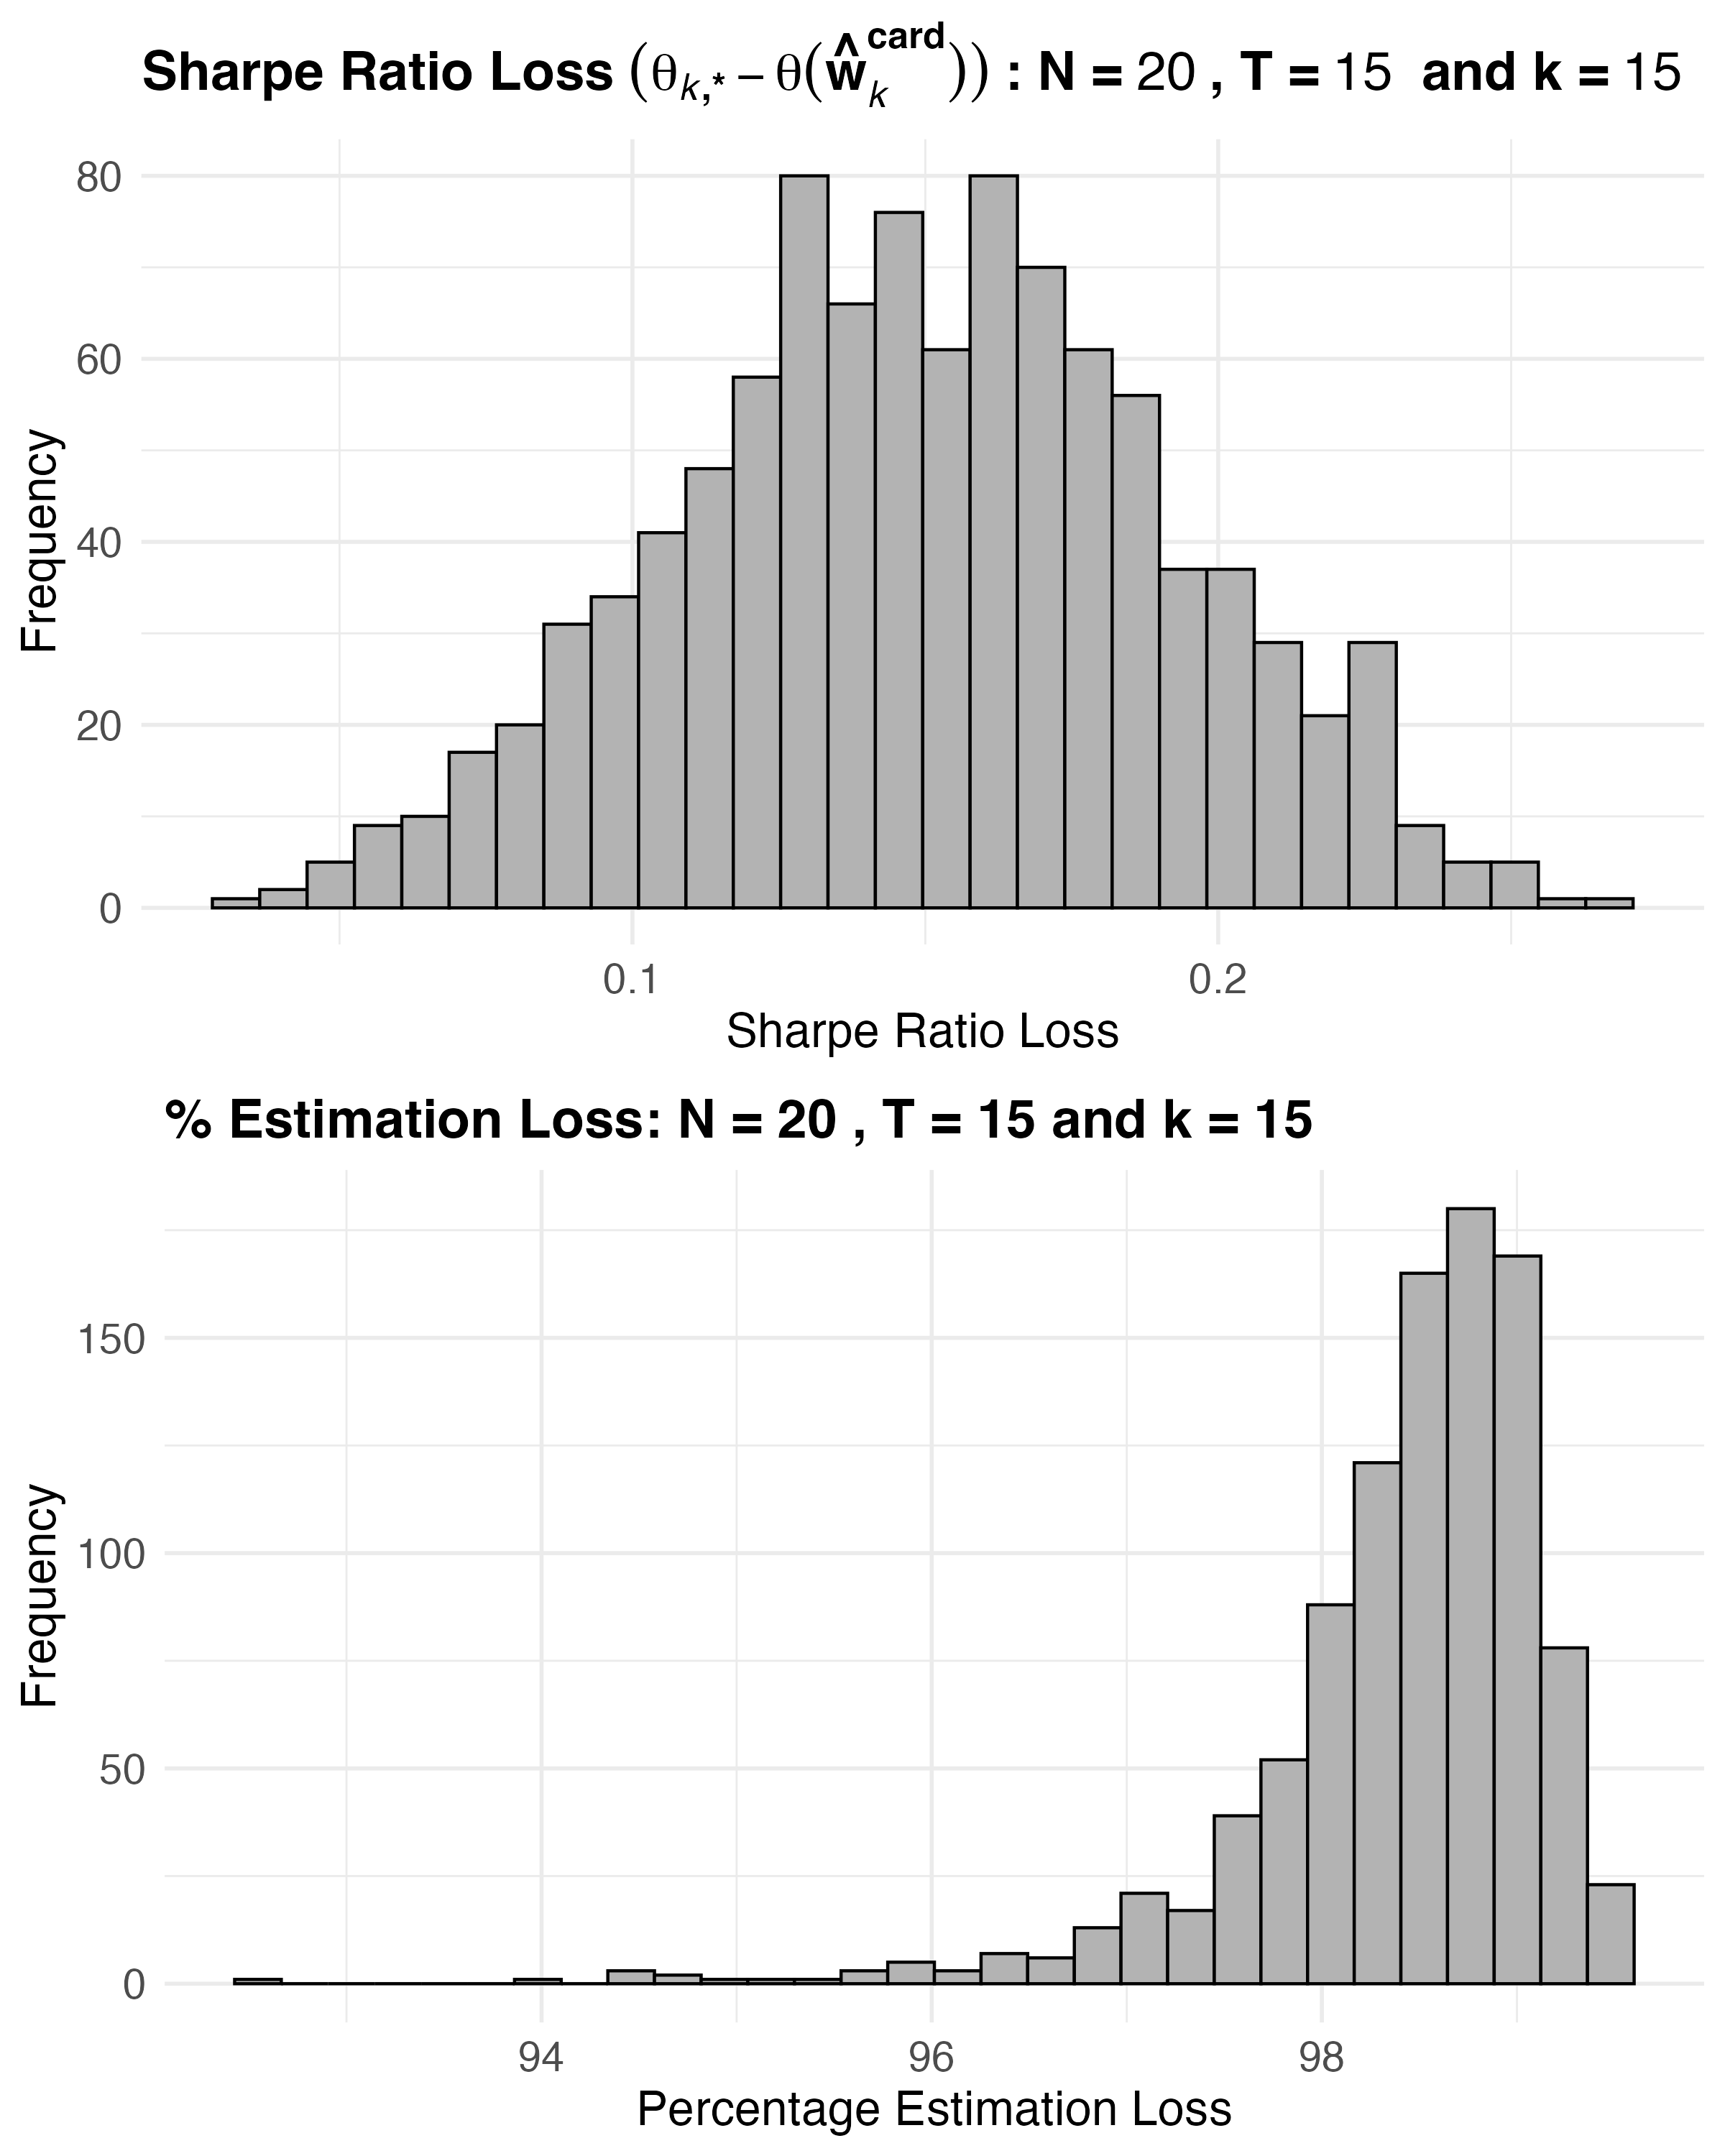 Sharpe Ratio Loss (θk,* − θ(ŵk^card)) : N = 20 , T = 15 and k = 15
80
60
40
20
0
Frequency
0.1 0.2
Sharpe Ratio Loss
% Estimation Loss: N = 20 , T = 15 and k = 15
150
100
50
0
Frequency
94 96 98
Percentage Estimation Loss